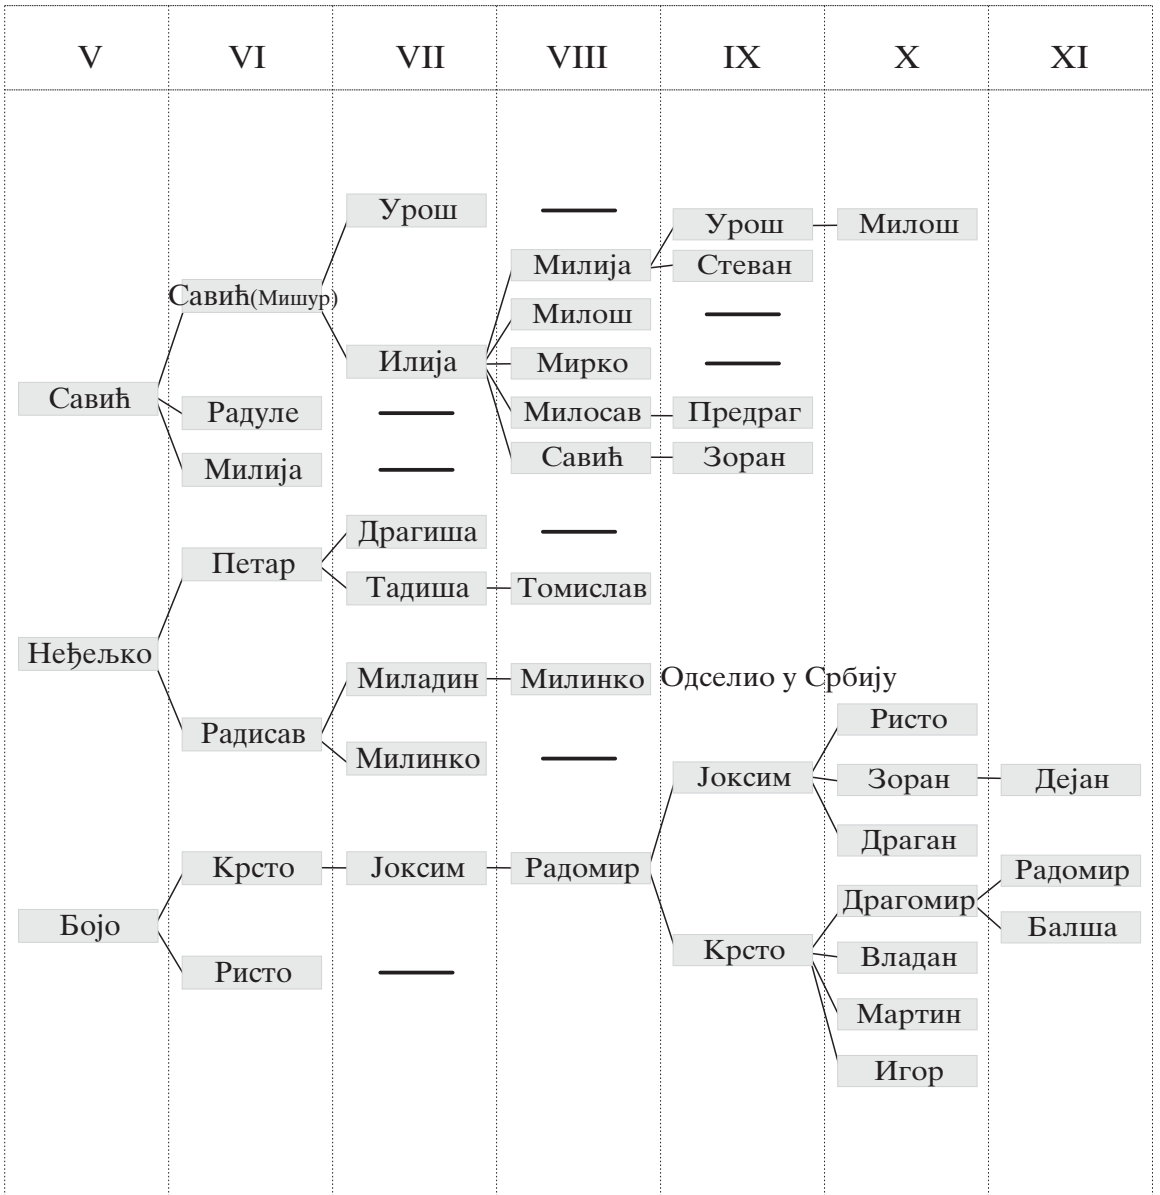 V VI VII VIII IX X XI
Урош
Урош Милош
Милија Стеван
Савић(Мишур)
Милош
Илија Мирко
Савић
Радуле Милосав Предраг
Савић Зоран
Милија
Драгиша
Петар
Тадиша Томислав
Неђељко
Миладин Милинко Одселио у Србију
Ристо
Радисав
Милинко
Јоксим Зоран Дејан
Драган
Крсто Јоксим Радомир Радомир
Драгомир
Бојо Балша
Крсто Владан
Ристо
Мартин
Игор